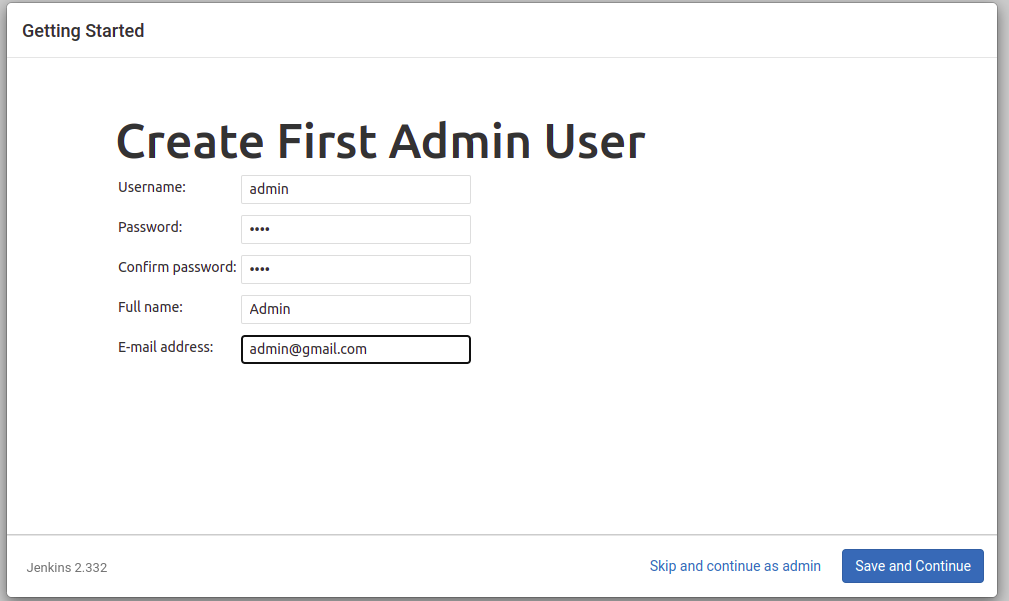 Getting Started
Create First Admin User
Username: admin
Password: ••••
Confirm password: ••••
Full name: Admin
E-mail address: admin@gmail.com
Jenkins 2.332 Skip and continue as admin Save and Continue